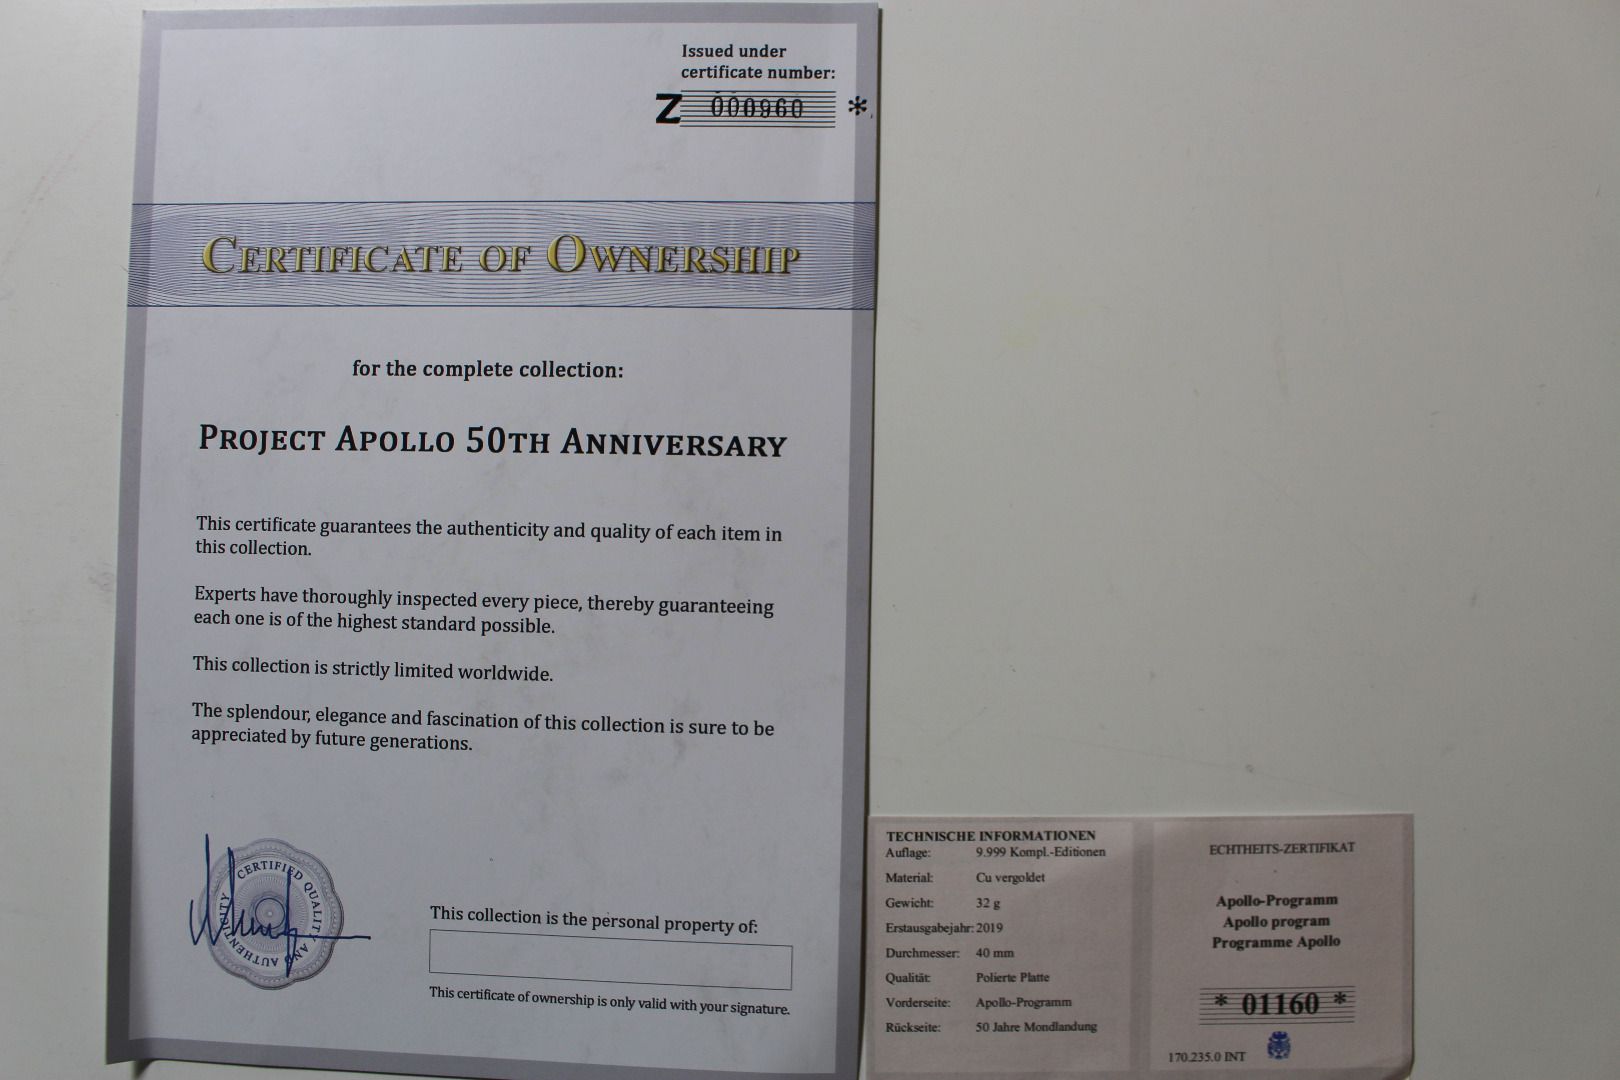 Issued under
certificate number:
Z 000960 *
CERTIFICATE OF OWNERSHIP
for the complete collection:
PROJECT APOLLO 50TH ANNIVERSARY
This certificate guarantees the authenticity and quality of each item in
this collection.
Experts have thoroughly inspected every piece, thereby guaranteeing
each one is of the highest standard possible.
This collection is strictly limited worldwide.
The splendour, elegance and fascination of this collection is sure to be
appreciated by future generations.
CERTIFIED QUALITY AND AUTHENTICITY
This collection is the personal property of:
This certificate of ownership is only valid with your signature.
TECHNISCHE INFORMATIONEN
Auflage: 9.999 Kompl.-Editionen
Material: Cu vergoldet
Gewicht: 32 g
Erstausgabejahr: 2019
Durchmesser: 40 mm
Qualität: Polierte Platte
Vorderseite: Apollo-Programm
Rückseite: 50 Jahre Mondlandung
ECHTHEITS-ZERTIFIKAT
Apollo-Programm
Apollo program
Programme Apollo
* 01160 *
170.235.0 INT